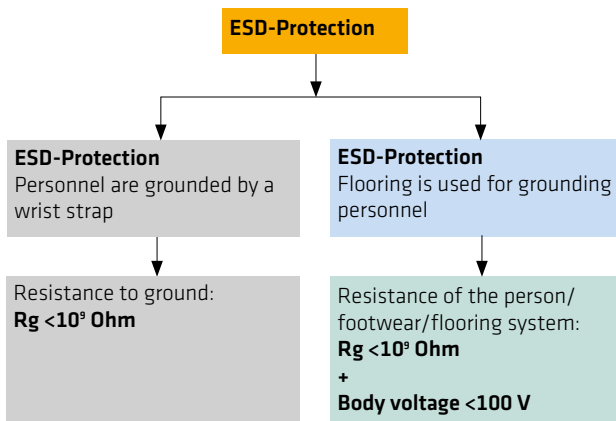 ESD-Protection
ESD-Protection
Personnel are grounded by a
wrist strap
ESD-Protection
Flooring is used for grounding
personnel
Resistance to ground:
Rg <10⁹ Ohm
Resistance of the person/
footwear/flooring system:
Rg <10⁹ Ohm
+
Body voltage <100 V